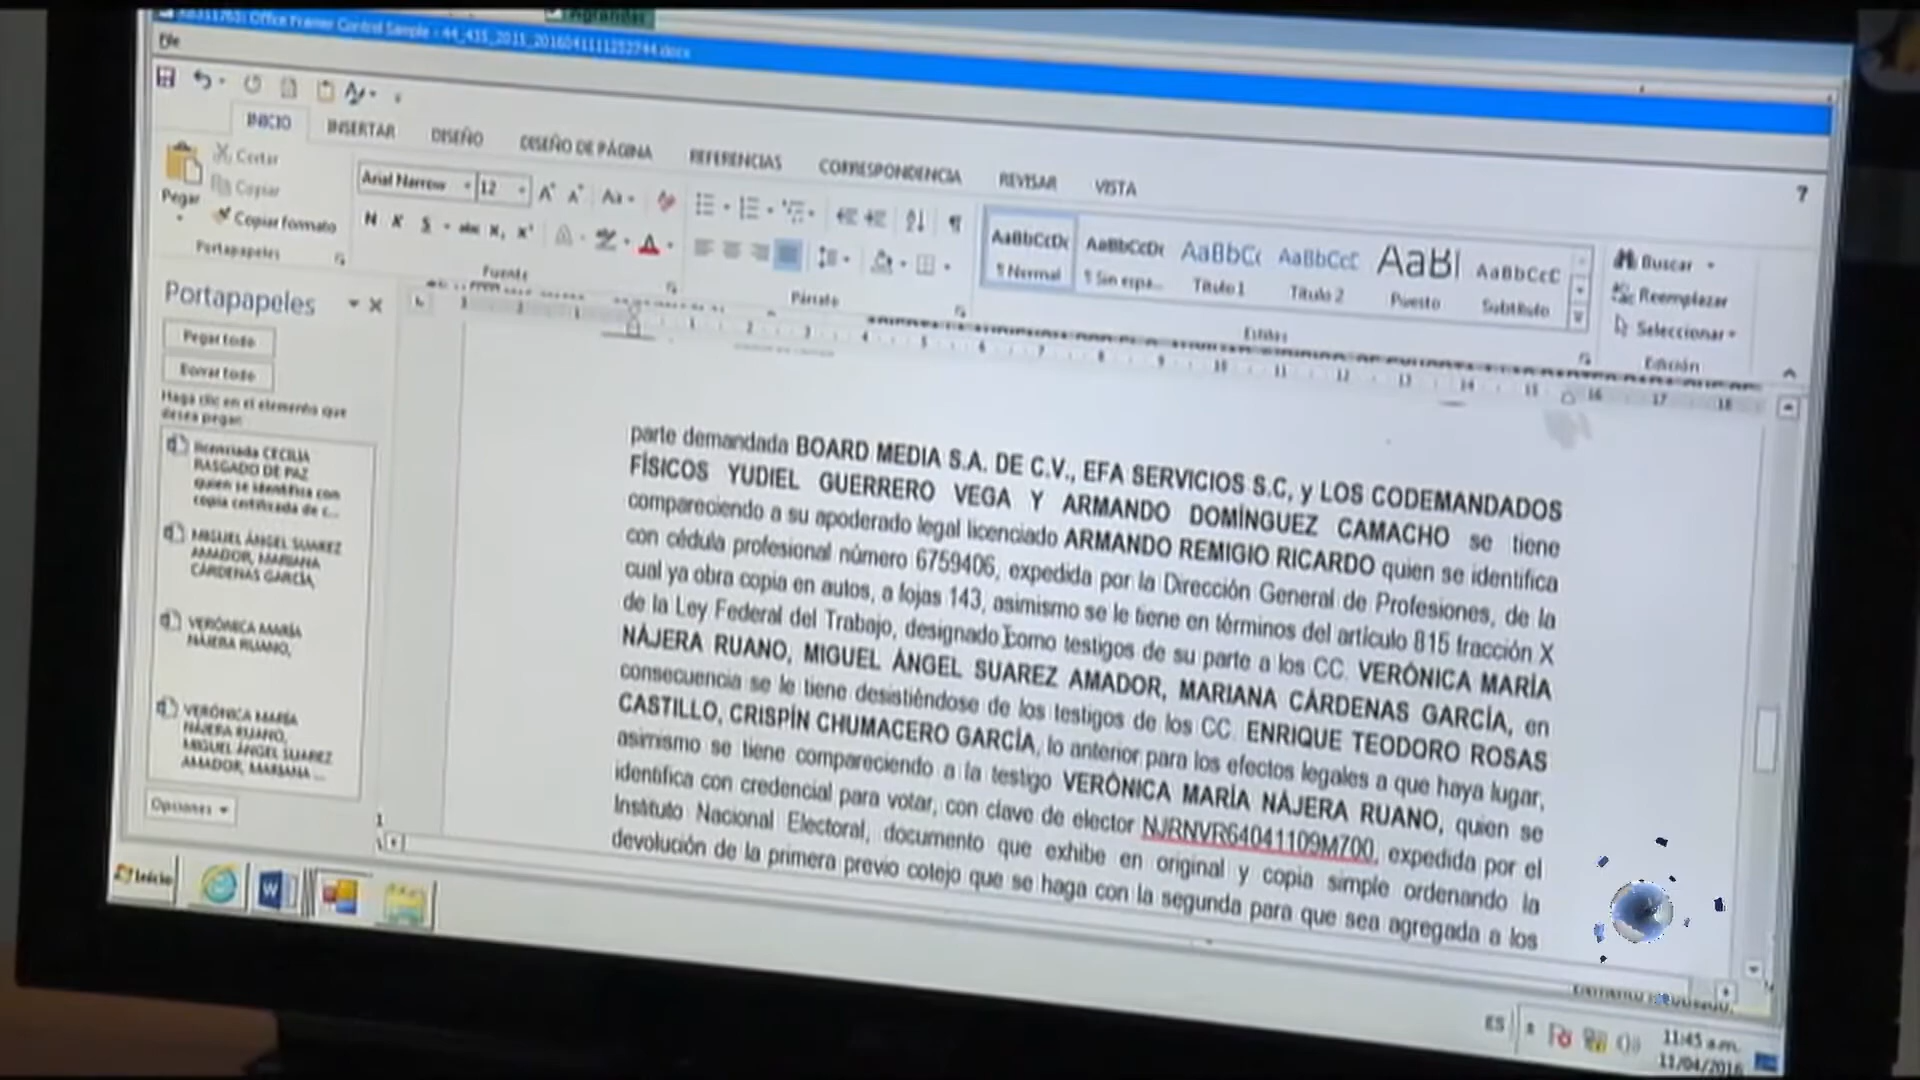 Agrandar
KB311765: Office Framer Control Sample - 44_435_2015_20160411112527
File
INICIO INSERTAR DISEÑO DISEÑO DE PÁGINA REFERENCIAS CORRESPONDENCIA REVISAR VISTA ?
Pegar
Cortar
Copiar
Copiar formato
Portapapeles
Arial Narrow 12
N K S abc
Fuente
Párrafo
AaBbCcDc AaBbCcDc AaBbCc AaBbCcC AaBl AaBbCcC
¶ Normal ¶ Sin espa... Título 1 Título 2 Puesto Subtítulo
Estilos
Buscar
Reemplazar
Seleccionar
Edición
Portapapeles
Pegar todo
Borrar todo
Haga clic en el elemento que
desea pegar:
licenciada CECILIA
RASGADO DE PAZ
quien se identifica con
copia certificada de c...
MIGUEL ÁNGEL SUAREZ
AMADOR, MARIANA
CÁRDENAS GARCÍA,
VERÓNICA MARÍA
NÁJERA RUANO,
VERÓNICA MARÍA
NÁJERA RUANO,
MIGUEL ÁNGEL SUAREZ
AMADOR, MARIANA ...
Opciones
parte demandada BOARD MEDIA S.A. DE C.V., EFA SERVICIOS S.C, y LOS CODEMANDADOS
FÍSICOS YUDIEL GUERRERO VEGA Y ARMANDO DOMÍNGUEZ CAMACHO se tiene
compareciendo a su apoderado legal licenciado ARMANDO REMIGIO RICARDO quien se identifica
con cédula profesional número 6759406, expedida por la Dirección General de Profesiones, de la
cual ya obra copia en autos, a fojas 143, asimismo se le tiene en términos del artículo 815 fracción X
de la Ley Federal del Trabajo, designado como testigos de su parte a los CC. VERÓNICA MARÍA
NÁJERA RUANO, MIGUEL ÁNGEL SUAREZ AMADOR, MARIANA CÁRDENAS GARCÍA, en
consecuencia se le tiene desistiéndose de los testigos de los CC. ENRIQUE TEODORO ROSAS
CASTILLO, CRISPÍN CHUMACERO GARCÍA, lo anterior para los efectos legales a que haya lugar,
asimismo se tiene compareciendo a la testigo VERÓNICA MARÍA NÁJERA RUANO, quien se
identifica con credencial para votar, con clave de elector NJRNVR64041109M700, expedida por el
Instituto Nacional Electoral, documento que exhibe en original y copia simple ordenando la
devolución de la primera previo cotejo que se haga con la segunda para que sea agregada a los
Inicio
ES
11:45 a.m.
11/04/2016